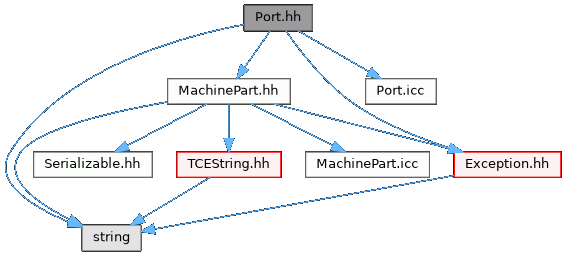 Port.hh
MachinePart.hh
Port.icc
Serializable.hh
TCEString.hh
MachinePart.icc
Exception.hh
string